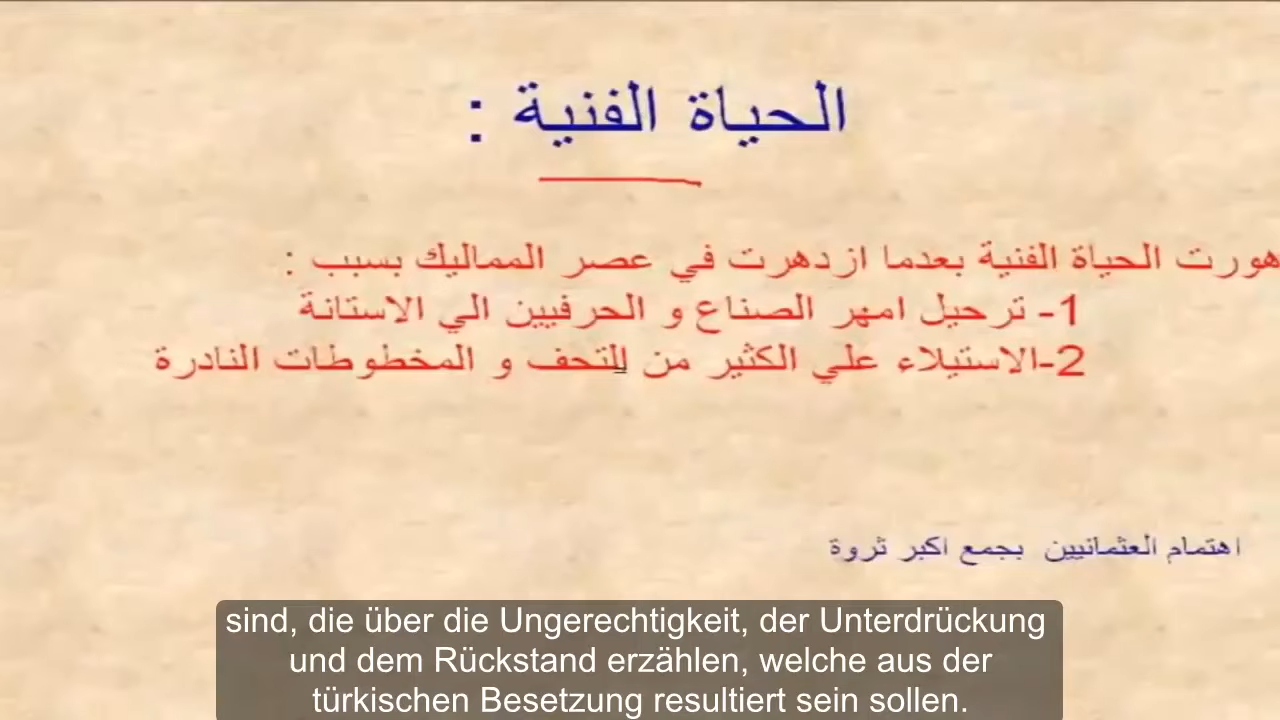 الحياة الفنية :
هورت الحياة الفنية بعدما ازدهرت في عصر المماليك بسبب :
1- ترحيل امهر الصناع و الحرفيين الي الاستانة
2-الاستيلاء علي الكثير من التحف و المخطوطات النادرة
اهتمام العثمانيين بجمع اكبر ثروة
sind, die über die Ungerechtigkeit, der Unterdrückung
und dem Rückstand erzählen, welche aus der
türkischen Besetzung resultiert sein sollen.